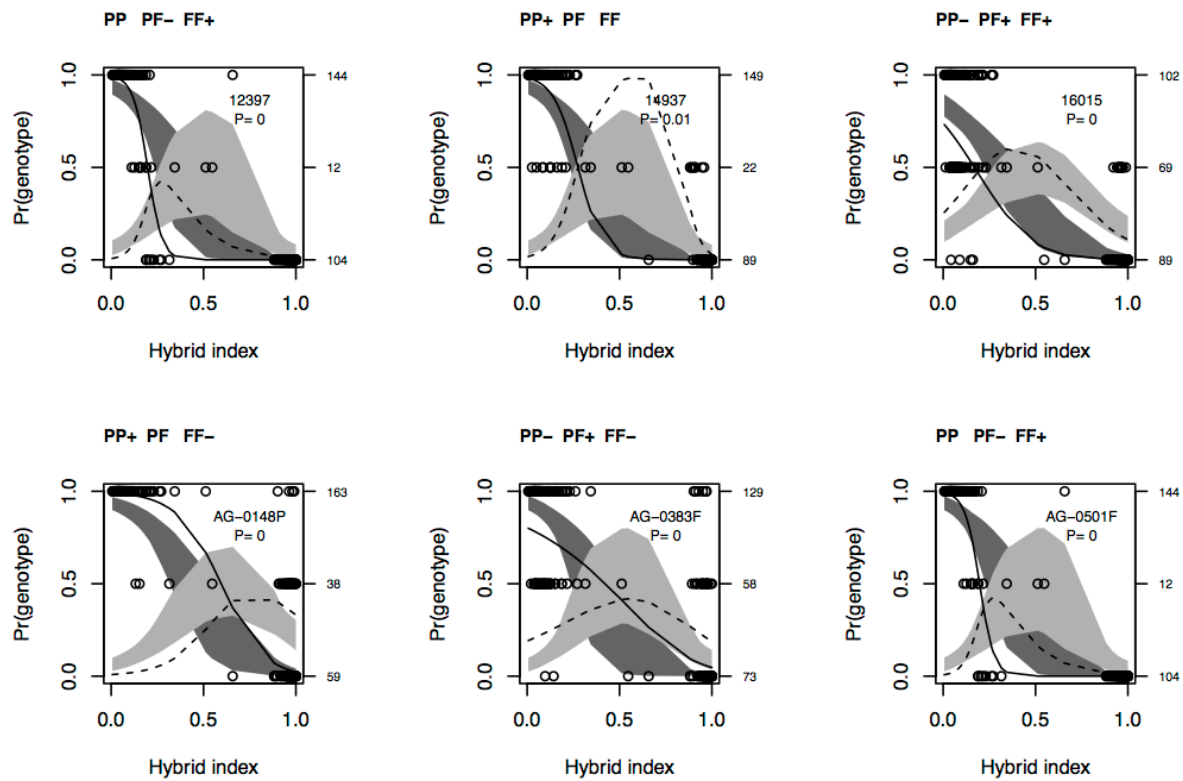 PP PF− FF+
PP+ PF FF
PP− PF+ FF+
Pr(genotype)
1.0
0.5
0.0
12397
P= 0
144
12
104
0.0 0.5 1.0
Hybrid index
Pr(genotype)
1.0
0.5
0.0
14937
P= 0.01
149
22
89
0.0 0.5 1.0
Hybrid index
Pr(genotype)
1.0
0.5
0.0
16015
P= 0
102
69
89
0.0 0.5 1.0
Hybrid index
PP+ PF FF−
PP− PF+ FF−
PP PF− FF+
Pr(genotype)
1.0
0.5
0.0
AG−0148P
P= 0
163
38
59
0.0 0.5 1.0
Hybrid index
Pr(genotype)
1.0
0.5
0.0
AG−0383F
P= 0
129
58
73
0.0 0.5 1.0
Hybrid index
Pr(genotype)
1.0
0.5
0.0
AG−0501F
P= 0
144
12
104
0.0 0.5 1.0
Hybrid index